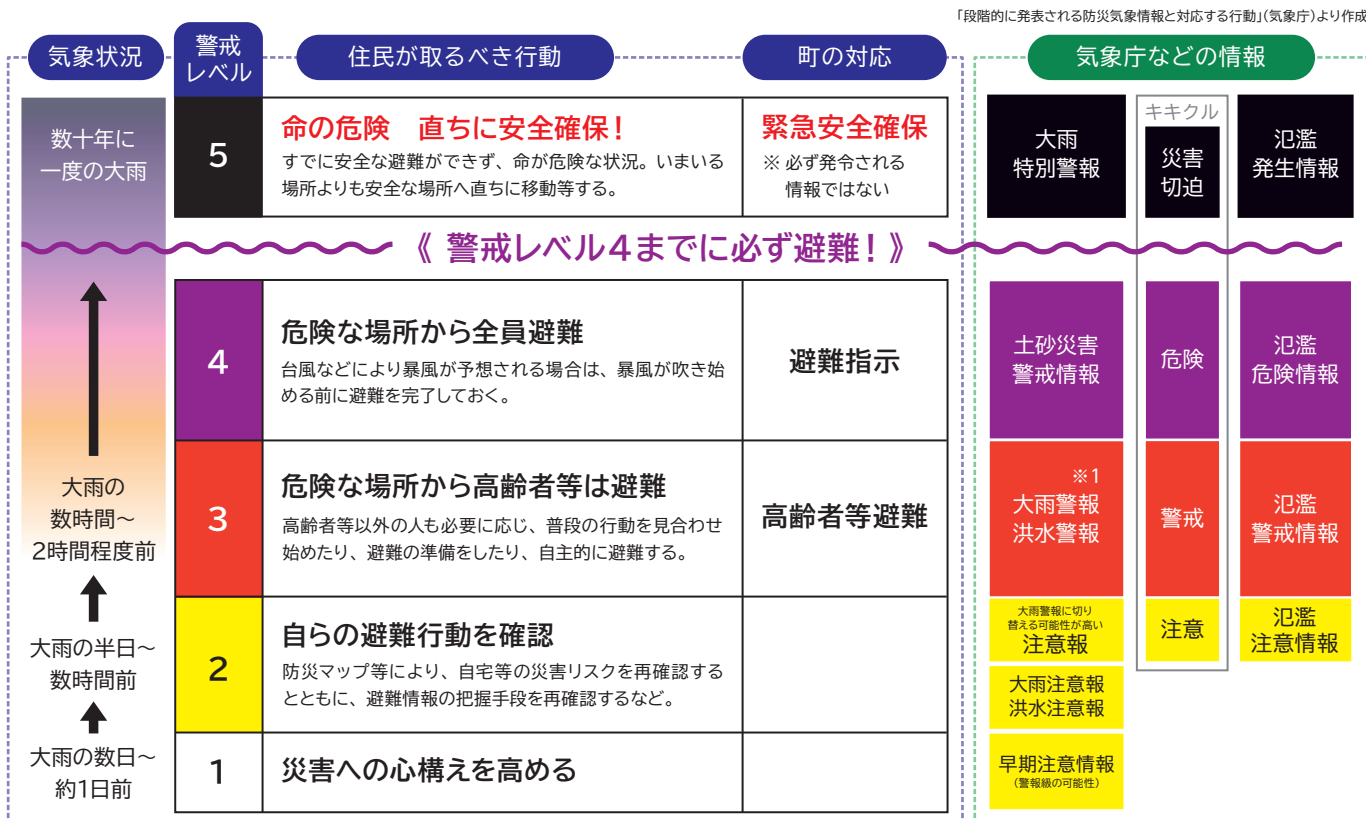 「段階的に発表される防災気象情報と対応する行動」(気象庁)より作成
気象状況
警戒
レベル
住民が取るべき行動
町の対応
気象庁などの情報
数十年に
一度の大雨
5
命の危険　直ちに安全確保！
すでに安全な避難ができず、命が危険な状況。いまいる
場所よりも安全な場所へ直ちに移動等する。
緊急安全確保
※ 必ず発令される
情報ではない
大雨
特別警報
キキクル
災害
切迫
氾濫
発生情報
《 警戒レベル4までに必ず避難！》
4
危険な場所から全員避難
台風などにより暴風が予想される場合は、暴風が吹き始
める前に避難を完了しておく。
避難指示
土砂災害
警戒情報
危険
氾濫
危険情報
大雨の
数時間～
2時間程度前
3
危険な場所から高齢者等は避難
高齢者等以外の人も必要に応じ、普段の行動を見合わせ
始めたり、避難の準備をしたり、自主的に避難する。
高齢者等避難
※1
大雨警報
洪水警報
警戒
氾濫
警戒情報
大雨の半日～
数時間前
2
自らの避難行動を確認
防災マップ等により、自宅等の災害リスクを再確認する
とともに、避難情報の把握手段を再確認するなど。
大雨警報に切り
替える可能性が高い
注意報
注意
氾濫
注意情報
大雨注意報
洪水注意報
大雨の数日～
約1日前
1
災害への心構えを高める
早期注意情報
(警報級の可能性)